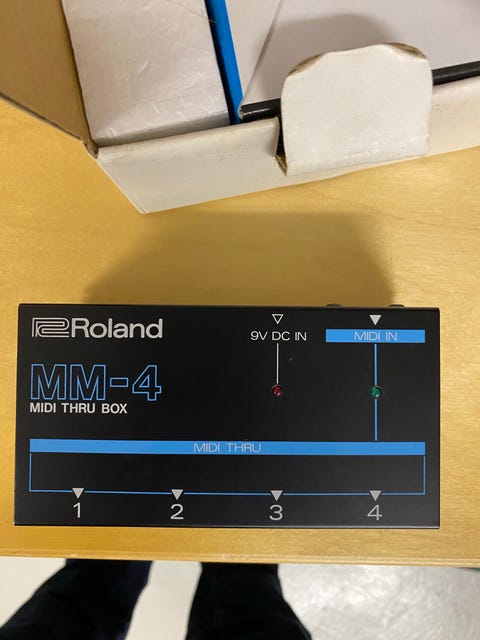 Roland
9V DC IN
MIDI IN
MM-4
MIDI THRU BOX
MIDI THRU
1 2 3 4